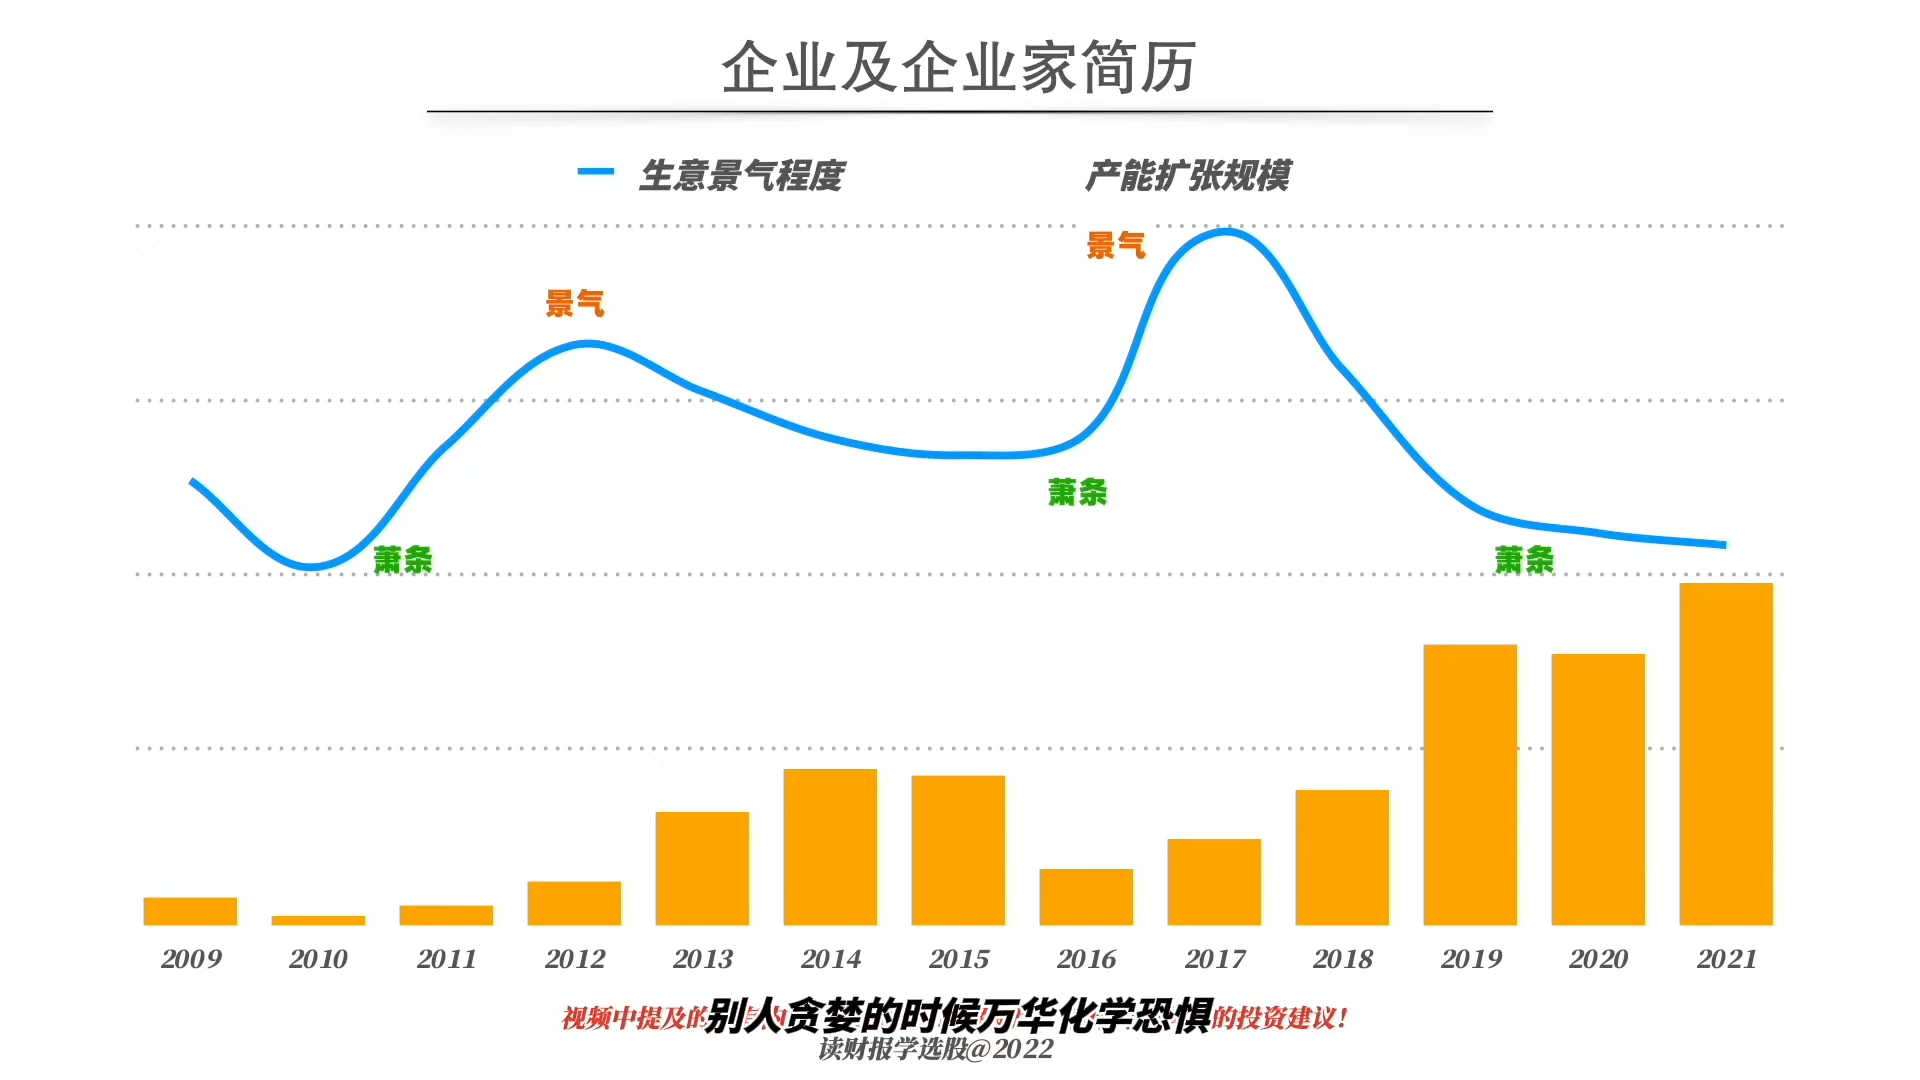 企业及企业家简历
生意景气程度 产能扩张规模
景气
景气
萧条
萧条
萧条
2009 2010 2011 2012 2013 2014 2015 2016 2017 2018 2019 2020 2021
别人贪婪的时候万华化学恐惧
视频中提及的 的投资建议!
读财报学选股@2022